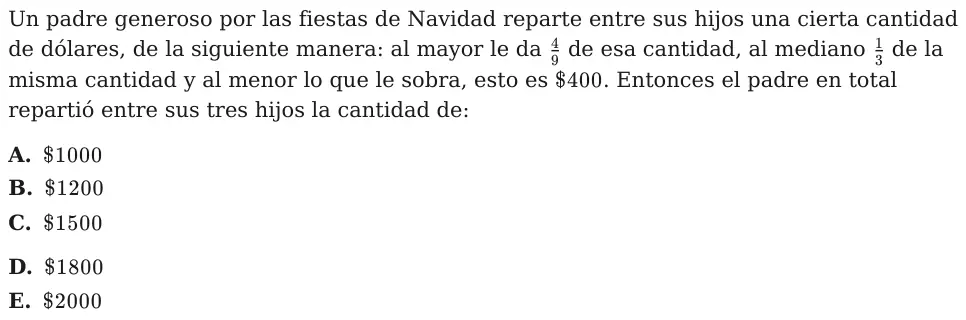 Un padre generoso por las fiestas de Navidad reparte entre sus hijos una cierta cantidad
de dólares, de la siguiente manera: al mayor le da 4/9 de esa cantidad, al mediano 1/3 de la
misma cantidad y al menor lo que le sobra, esto es $400. Entonces el padre en total
repartió entre sus tres hijos la cantidad de:
A. $1000
B. $1200
C. $1500
D. $1800
E. $2000